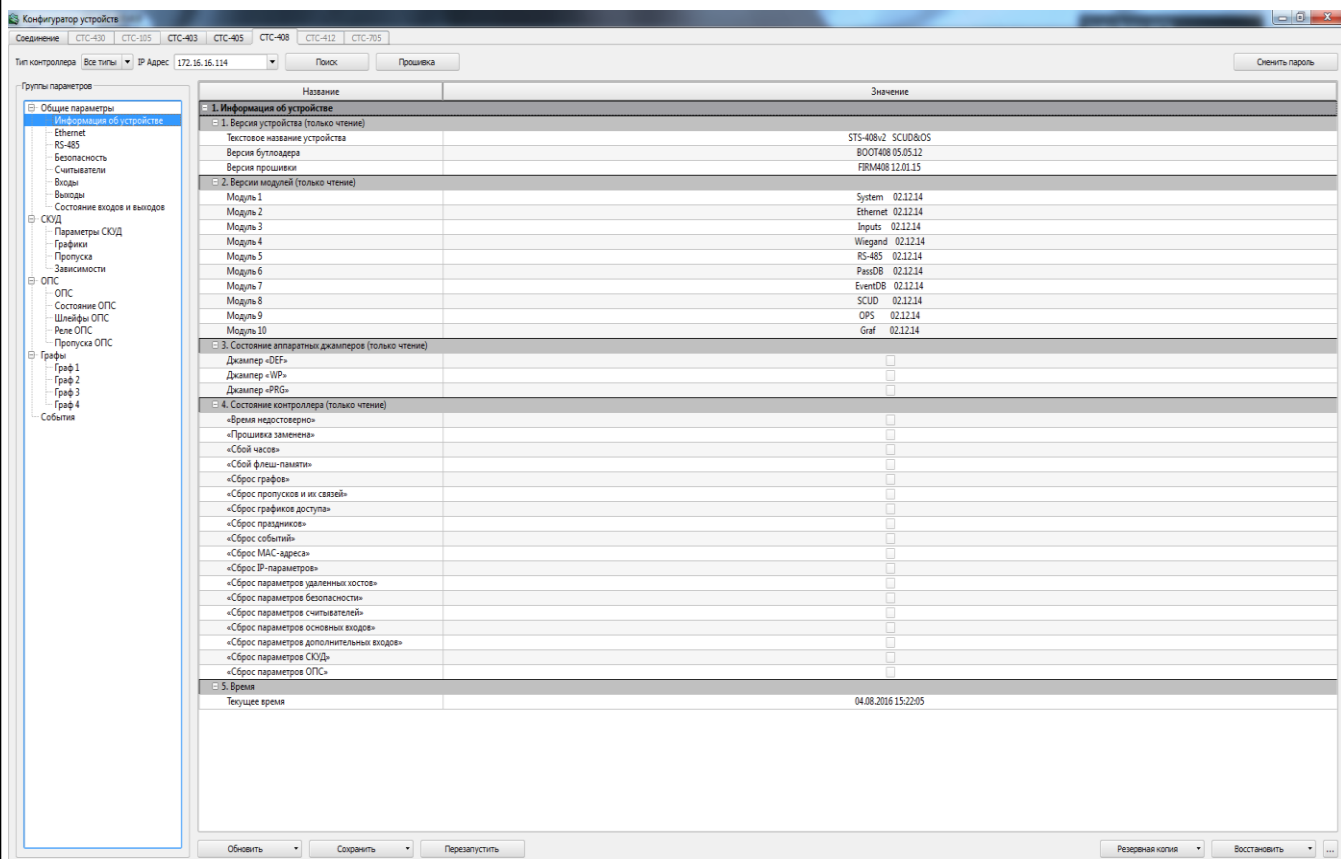 Конфигуратор устройств
Соединение СТС-430 СТС-105 СТС-403 СТС-405 СТС-408 СТС-412 СТС-705
Тип контроллера Все типы IP Адрес 172.16.16.114 Поиск Прошивка Сменить пароль
Группы параметров
Общие параметры
Информация об устройстве
Ethernet
RS-485
Безопасность
Считыватели
Входы
Выходы
Состояние входов и выходов
СКУД
Параметры СКУД
Графики
Пропуска
Зависимости
ОПС
ОПС
Состояние ОПС
Шлейфы ОПС
Реле ОПС
Пропуска ОПС
Графы
Граф 1
Граф 2
Граф 3
Граф 4
События
Название Значение
1. Информация об устройстве
1. Версия устройства (только чтение)
Текстовое название устройства STS-408v2 SCUD&OS
Версия бутлоадера BOOT408 05.05.12
Версия прошивки FIRM408 12.01.15
2. Версии модулей (только чтение)
Модуль 1 System 02.12.14
Модуль 2 Ethernet 02.12.14
Модуль 3 Inputs 02.12.14
Модуль 4 Wiegand 02.12.14
Модуль 5 RS-485 02.12.14
Модуль 6 PassDB 02.12.14
Модуль 7 EventDB 02.12.14
Модуль 8 SCUD 02.12.14
Модуль 9 OPS 02.12.14
Модуль 10 Graf 02.12.14
3. Состояние аппаратных джамперов (только чтение)
Джампер «DEF»
Джампер «WP»
Джампер «PRG»
4. Состояние контроллера (только чтение)
«Время недостоверно»
«Прошивка заменена»
«Сбой часов»
«Сбой флеш-памяти»
«Сброс графов»
«Сброс пропусков и их связей»
«Сброс графиков доступа»
«Сброс праздников»
«Сброс событий»
«Сброс MAC-адреса»
«Сброс IP-параметров»
«Сброс параметров удаленных хостов»
«Сброс параметров безопасности»
«Сброс параметров считывателей»
«Сброс параметров основных входов»
«Сброс параметров дополнительных входов»
«Сброс параметров СКУД»
«Сброс параметров ОПС»
5. Время
Текущее время 04.08.2016 15:22:05
Обновить Сохранить Перезапустить Резервная копия Восстановить ...